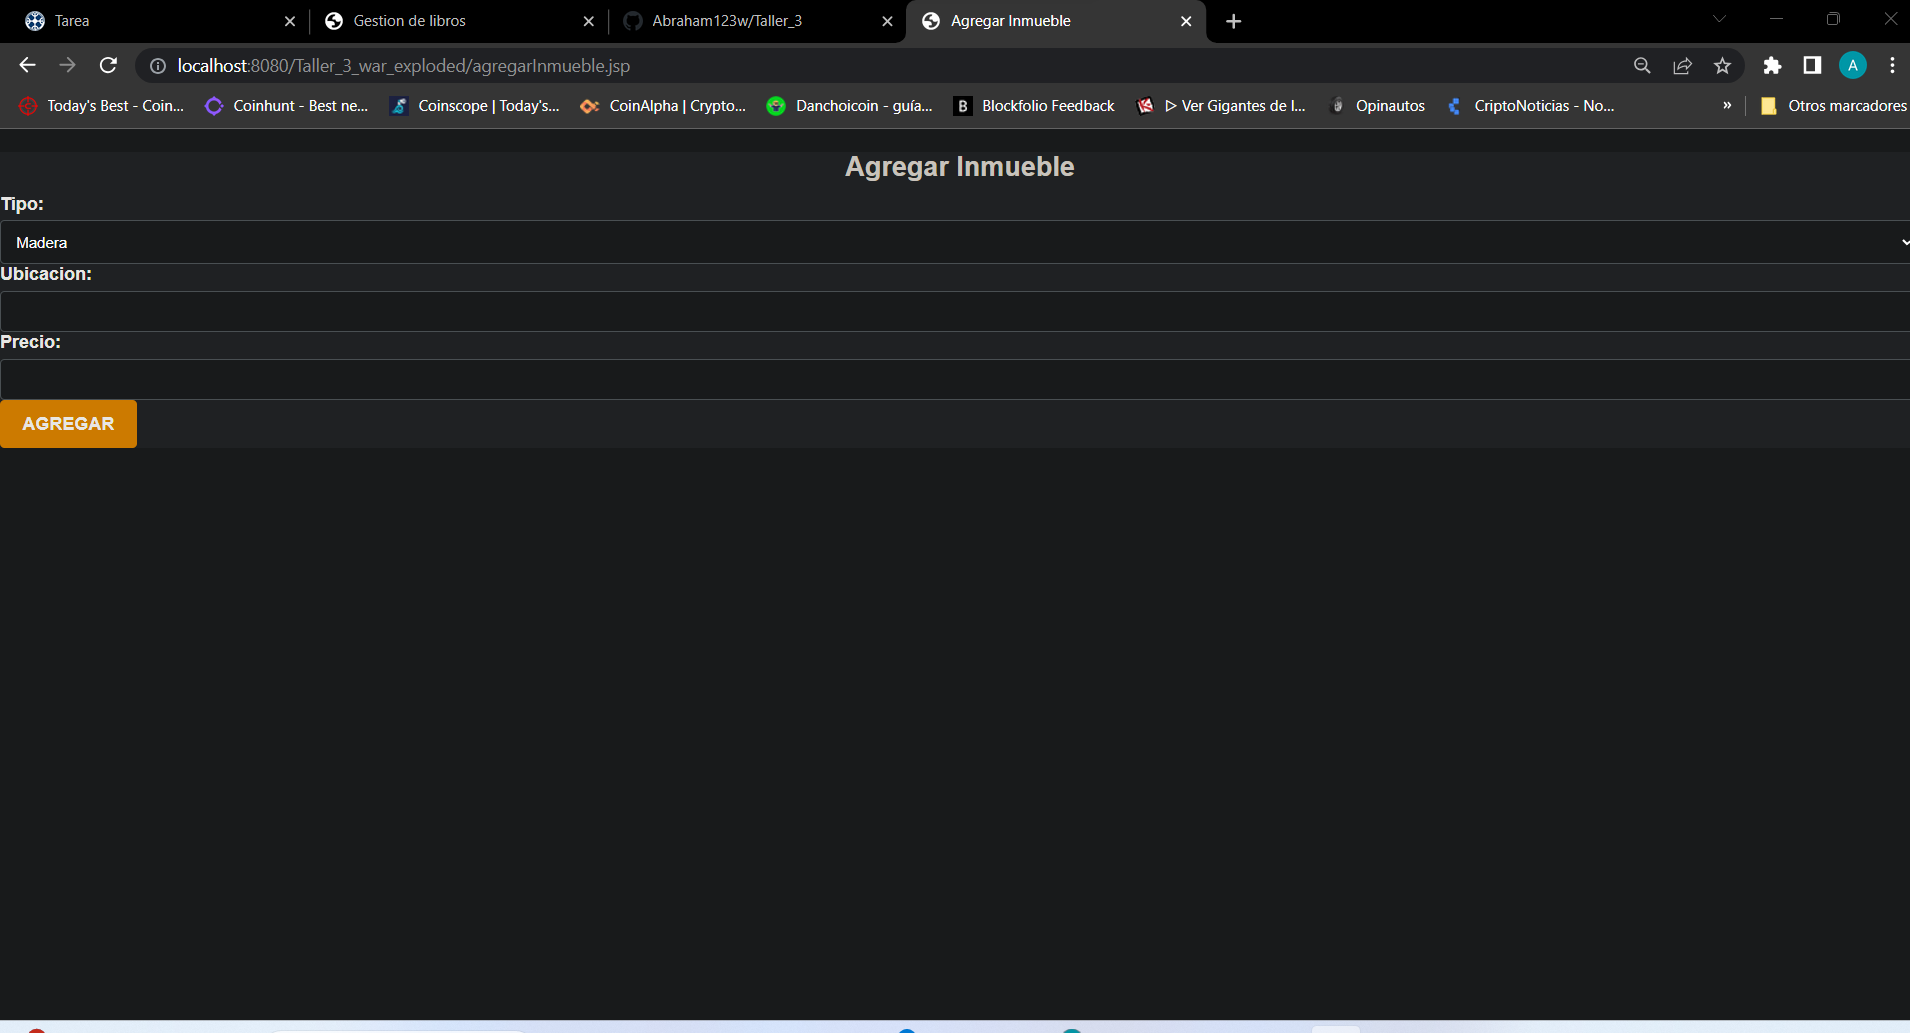 Tarea
Gestion de libros
Abraham123w/Taller_3
Agregar Inmueble
localhost:8080/Taller_3_war_exploded/agregarInmueble.jsp
A
Today's Best - Coin...
Coinhunt - Best ne...
Coinscope | Today's...
CoinAlpha | Crypto...
Danchoicoin - guía...
B
Blockfolio Feedback
▷ Ver Gigantes de l...
Opinautos
CriptoNoticias - No...
»
Otros marcadores
Agregar Inmueble
Tipo:
Madera
Ubicacion:
Precio:
AGREGAR